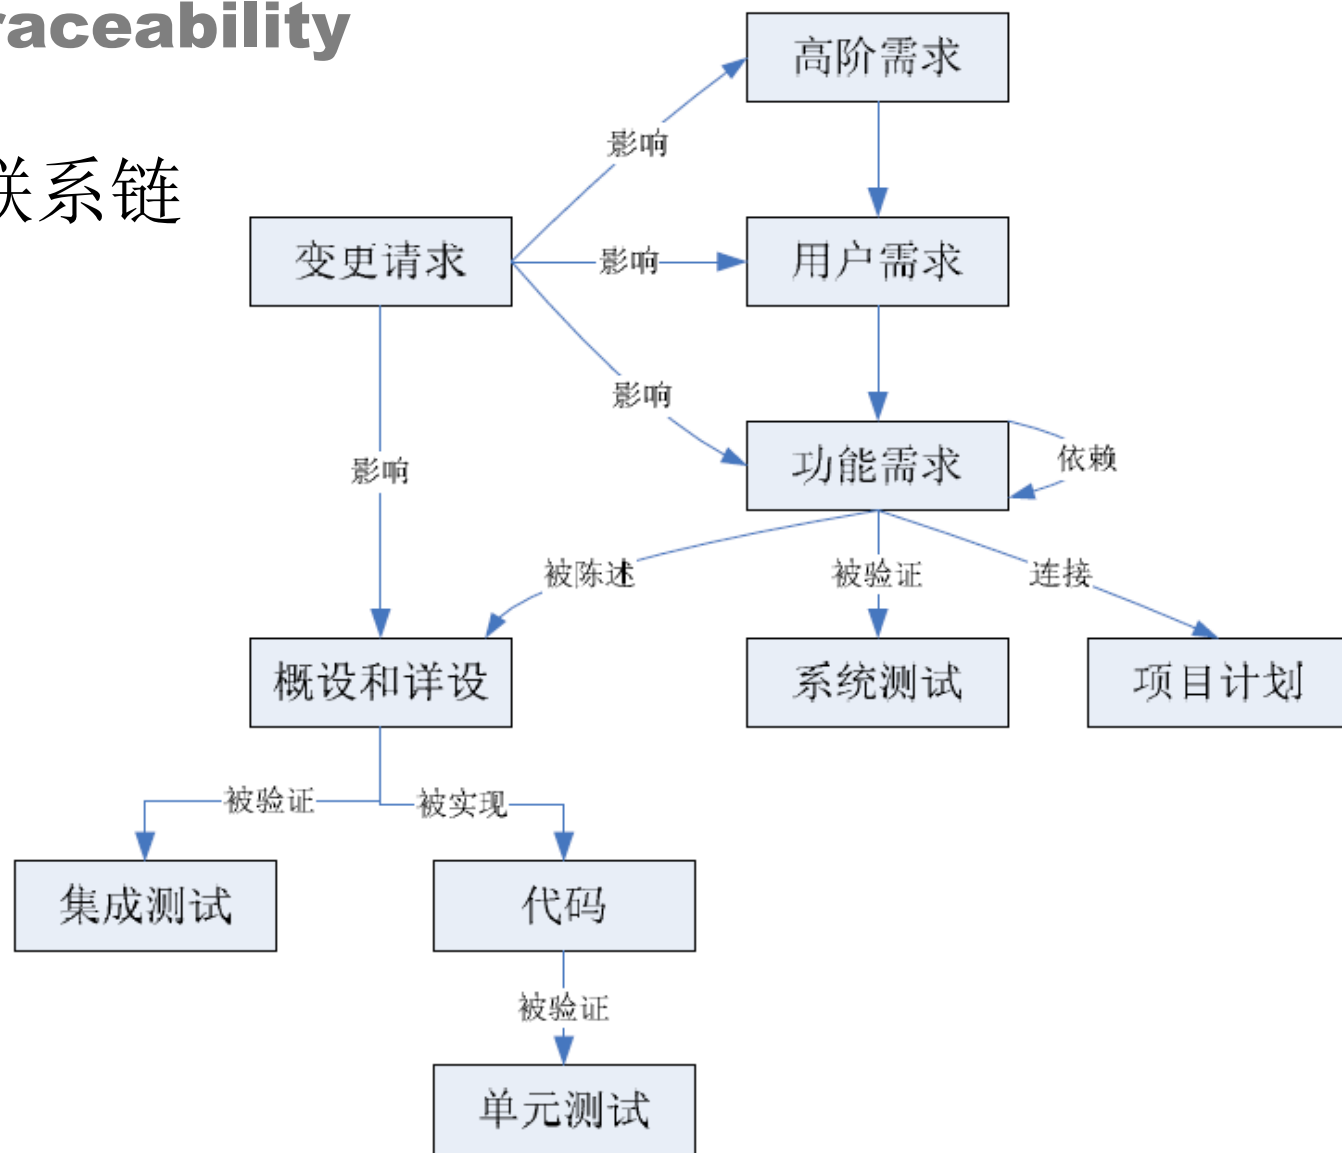 raceability
联系链
高阶需求
影响
变更请求
影响
用户需求
影响
功能需求
依赖
影响
被陈述
被验证
连接
概设和详设
系统测试
项目计划
被验证
被实现
集成测试
代码
被验证
单元测试